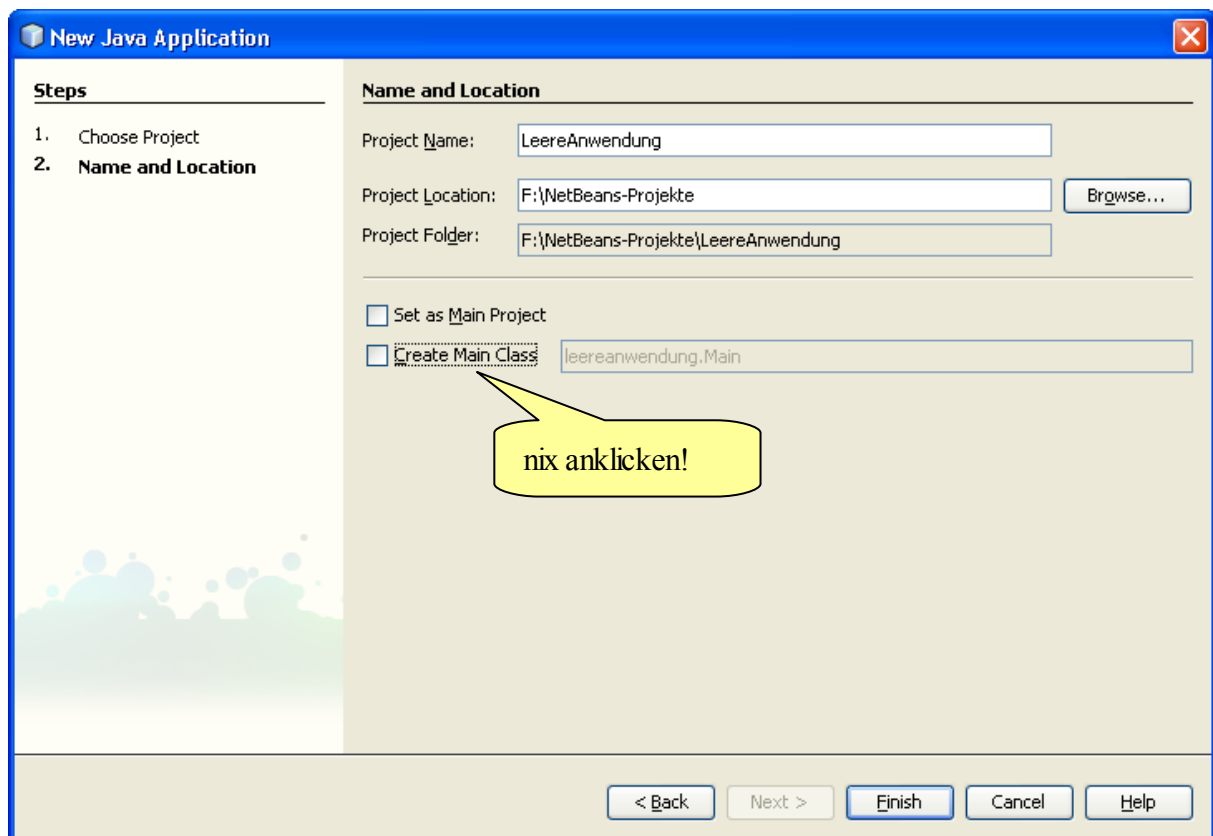 New Java Application
Steps
1. Choose Project
2. Name and Location
Name and Location
Project Name: LeereAnwendung
Project Location: F:\NetBeans-Projekte Browse...
Project Folder: F:\NetBeans-Projekte\LeereAnwendung
Set as Main Project
Create Main Class leereanwendung.Main
nix anklicken!
< Back Next > Finish Cancel Help